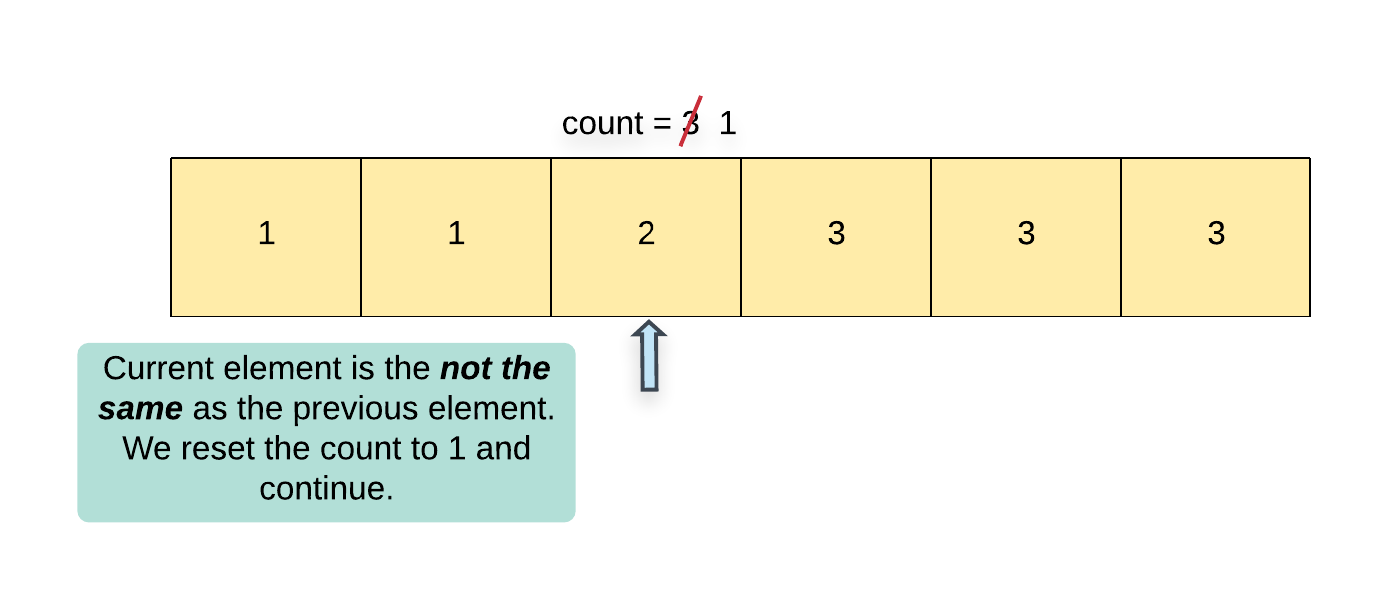 count = 3 1
1 1 2 3 3 3
Current element is the not the
same as the previous element.
We reset the count to 1 and
continue.